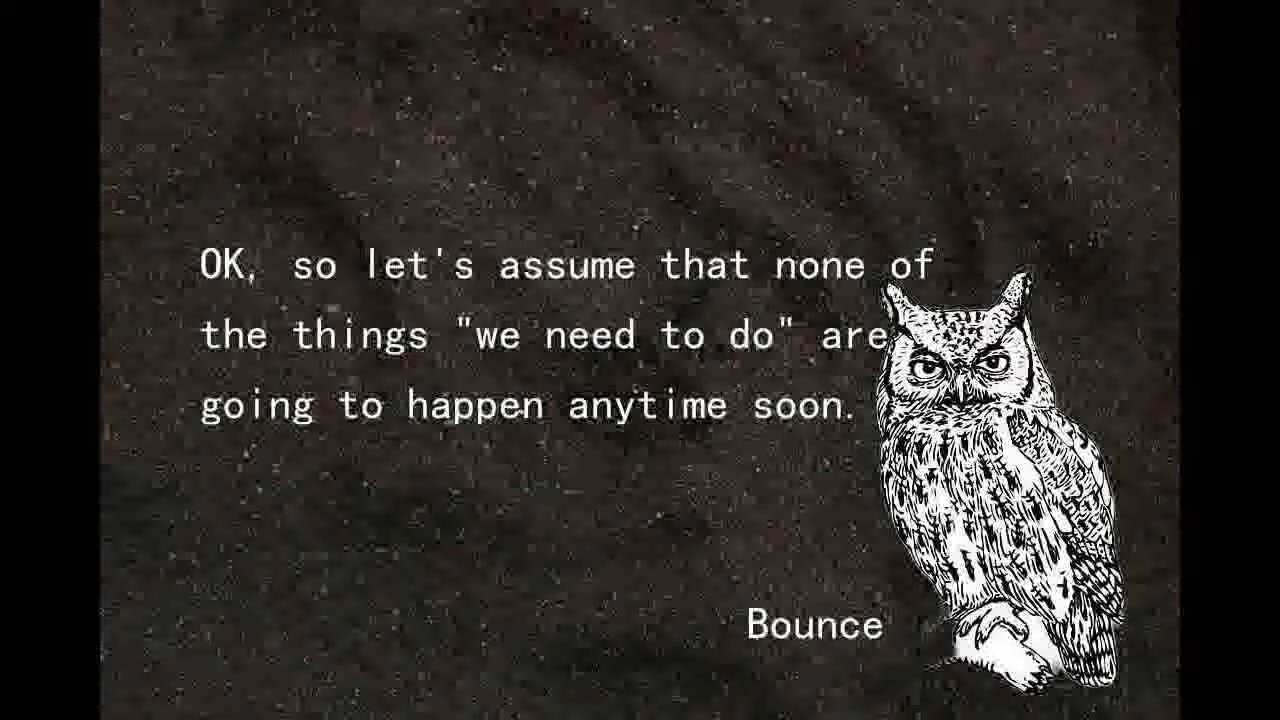 OK, so let's assume that none of
the things "we need to do" are
going to happen anytime soon.
Bounce